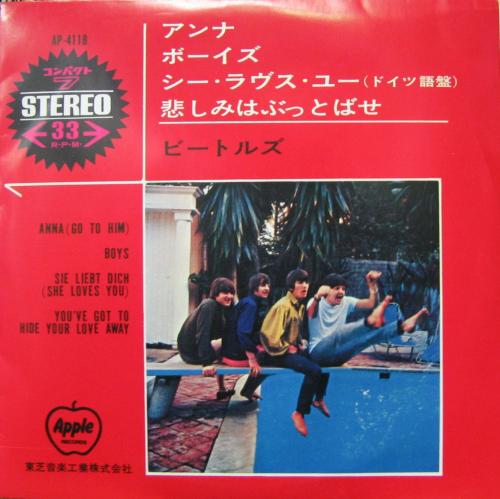 AP-4118
コンパクト
7
STEREO
33
R・P・M・
アンナ
ボーイズ
シー・ラヴス・ユー(ドイツ語盤)
悲しみはぶっとばせ
ビートルズ
ANNA(GO TO HIM)
BOYS
SIE LIEBT DICH
(SHE LOVES YOU)
YOU'VE GOT TO
HIDE YOUR LOVE AWAY
Apple
RECORDS
東芝音楽工業株式会社